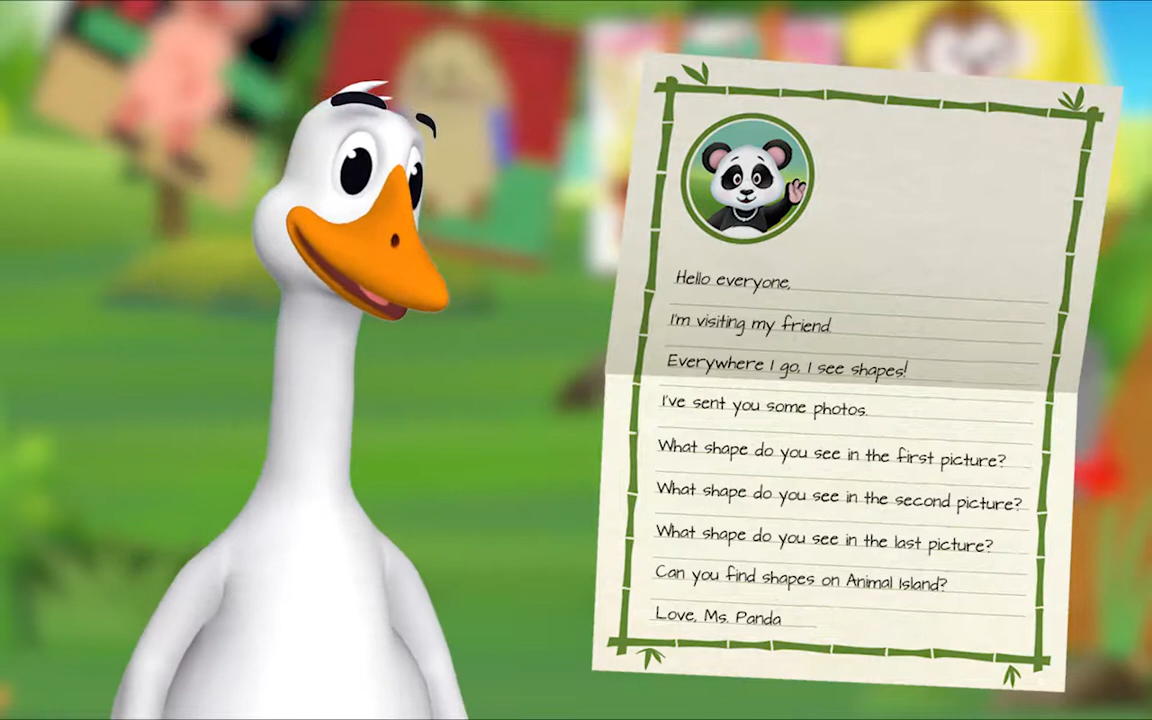 Hello everyone,
I'm visiting my friend.
Everywhere I go, I see shapes!
I've sent you some photos.
What shape do you see in the first picture?
What shape do you see in the second picture?
What shape do you see in the last picture?
Can you find shapes on Animal Island?
Love, Ms. Panda